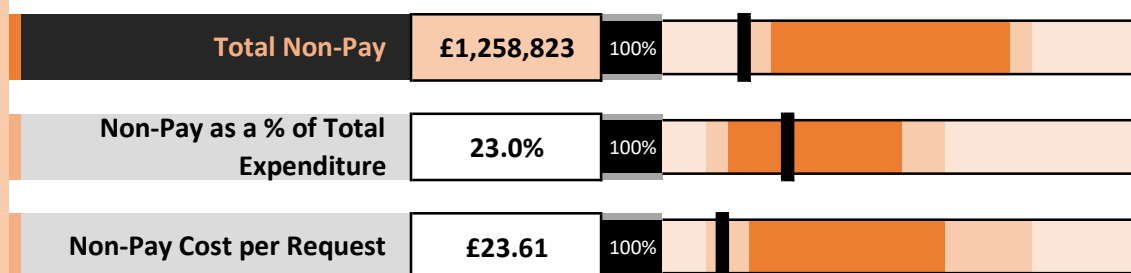 Total Non-Pay £1,258,823 100%
Non-Pay as a % of Total
Expenditure 23.0% 100%
Non-Pay Cost per Request £23.61 100%